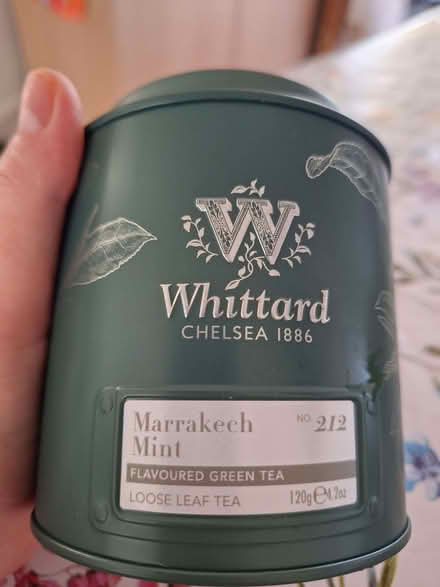 W
Whittard
CHELSEA 1886
Marrakech
Mint
NO. 212
FLAVOURED GREEN TEA
LOOSE LEAF TEA
120g℮4.2oz